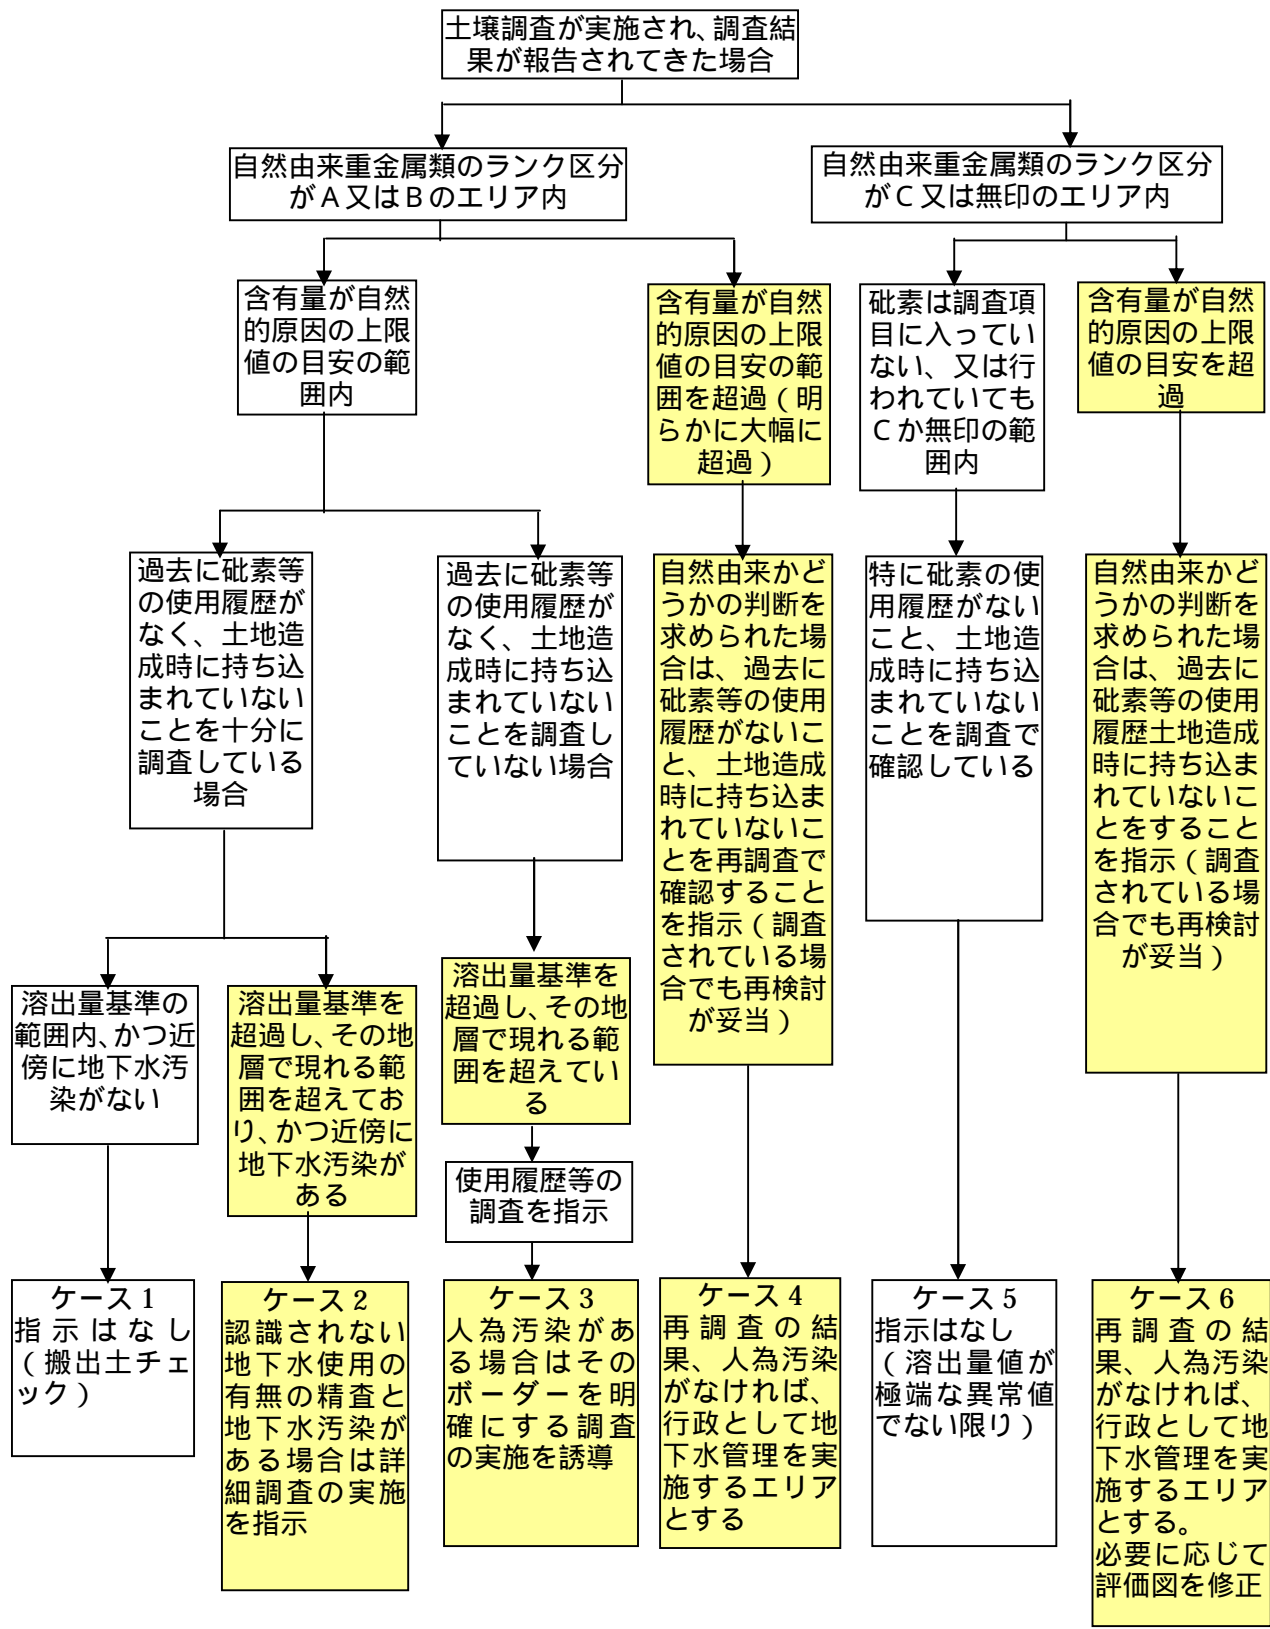 土壌調査が実施され、調査結
果が報告されてきた場合
自然由来重金属類のランク区分
がＡ又はＢのエリア内
自然由来重金属類のランク区分
がＣ又は無印のエリア内
含有量が自然
的原因の上限
値の目安の範
囲内
含有量が自然
的原因の上限
値の目安の範
囲を超過（明
らかに大幅に
超過）
砒素は調査項
目に入ってい
ない、又は行
われていても
Ｃか無印の範
囲内
含有量が自然
的原因の上限
値の目安を超
過
過去に砒素等
の使用履歴が
なく、土地造
成時に持ち込
まれていない
ことを十分に
調査している
場合
過去に砒素等
の使用履歴が
なく、土地造
成時に持ち込
まれていない
ことを調査し
ていない場合
自然由来かど
うかの判断を
求められた場
合は、過去に
砒素等の使用
履歴がないこ
と、土地造成
時に持ち込ま
れていないこ
とを再調査で
確認すること
を指示（調査
されている場
合でも再検討
が妥当）
特に砒素の使
用履歴がない
こと、土地造
成時に持ち込
まれていない
ことを調査で
確認している
自然由来かど
うかの判断を
求められた場
合は、過去に
砒素等の使用
履歴土地造成
時に持ち込ま
れていないこ
とをすること
を指示（調査
されている場
合でも再検討
が妥当）
溶出量基準の
範囲内、かつ近
傍に地下水汚
染がない
溶出量基準を
超過し、その地
層で現れる範
囲を超えてお
り、かつ近傍に
地下水汚染が
ある
溶出量基準を
超過し、その地
層で現れる範
囲を超えてい
る
使用履歴等の
調査を指示
ケース１
指示はなし
（搬出土チェ
ック）
ケース２
認識されない
地下水使用の
有無の精査と
地下水汚染が
ある場合は詳
細調査の実施
を指示
ケース３
人為汚染があ
る場合はその
ボーダーを明
確にする調査
の実施を誘導
ケース４
再調査の結
果、人為汚染
がなければ、
行政として地
下水管理を実
施するエリア
とする
ケース５
指示はなし
（溶出量値が
極端な異常値
でない限り）
ケース６
再調査の結
果、人為汚染
がなければ、
行政として地
下水管理を実
施するエリア
とする。
必要に応じて
評価図を修正